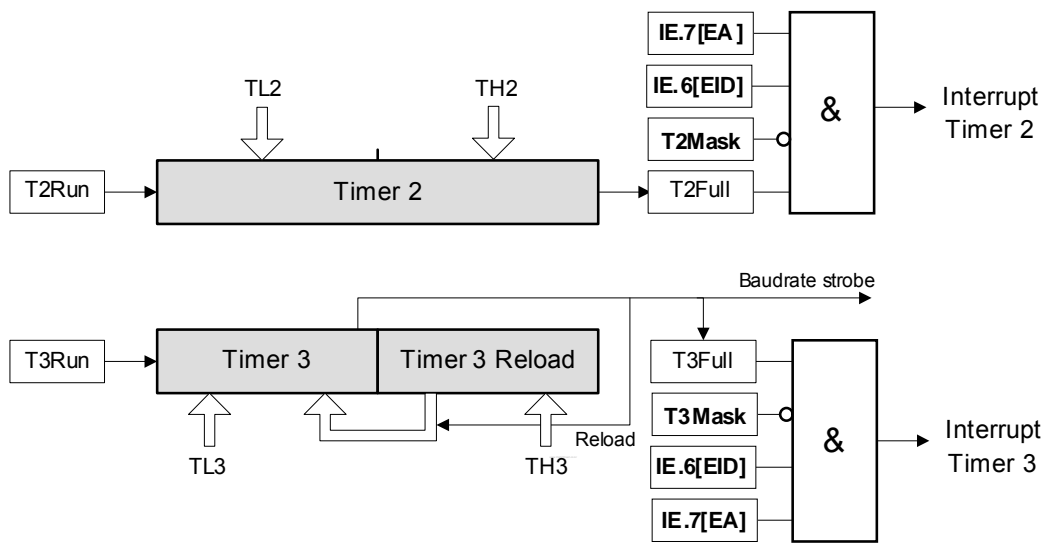 IE.7[EA]
TL2
TH2
IE.6[EID]
&
Interrupt
Timer 2
T2Mask
T2Run
Timer 2
T2Full
Baudrate strobe
T3Run
Timer 3
Timer 3 Reload
T3Full
T3Mask
Reload
&
Interrupt
Timer 3
TL3
TH3
IE.6[EID]
IE.7[EA]